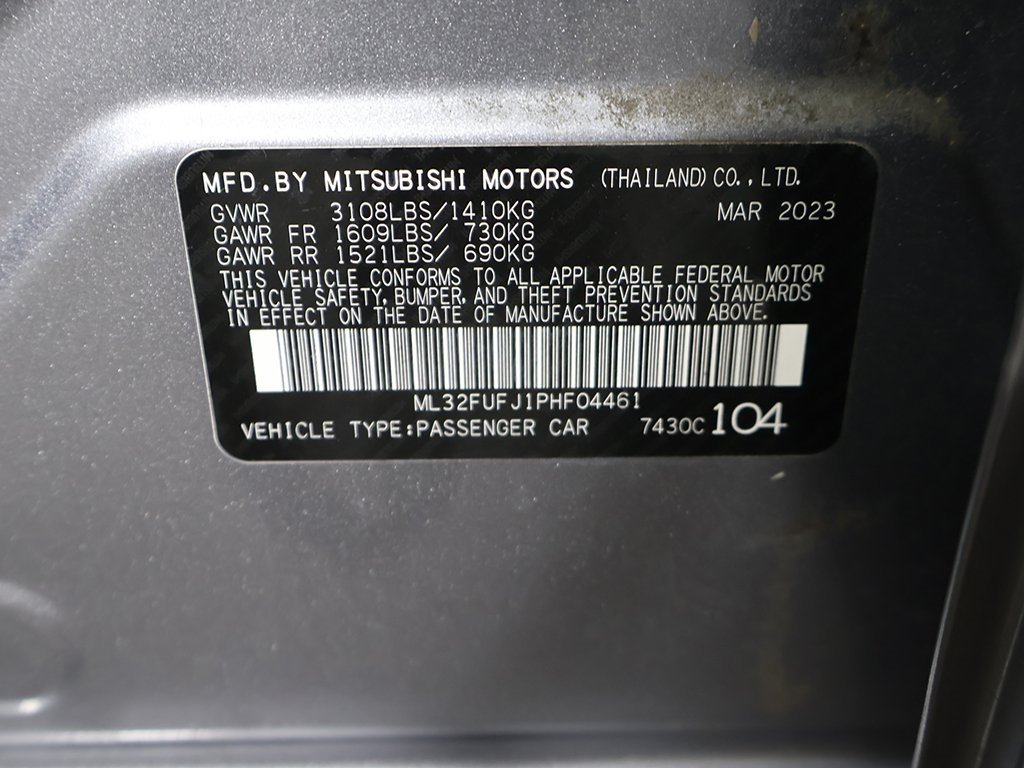 MFD.BY MITSUBISHI MOTORS (THAILAND) CO.,LTD.
GVWR 3108LBS/1410KG MAR 2023
GAWR FR 1609LBS/ 730KG
GAWR RR 1521LBS/ 690KG
THIS VEHICLE CONFORMS TO ALL APPLICABLE FEDERAL MOTOR
VEHICLE SAFETY, BUMPER, AND THEFT PREVENTION STANDARDS
IN EFFECT ON THE DATE OF MANUFACTURE SHOWN ABOVE.
ML32FUFJ1PHF04461
VEHICLE TYPE:PASSENGER CAR 7430C 104